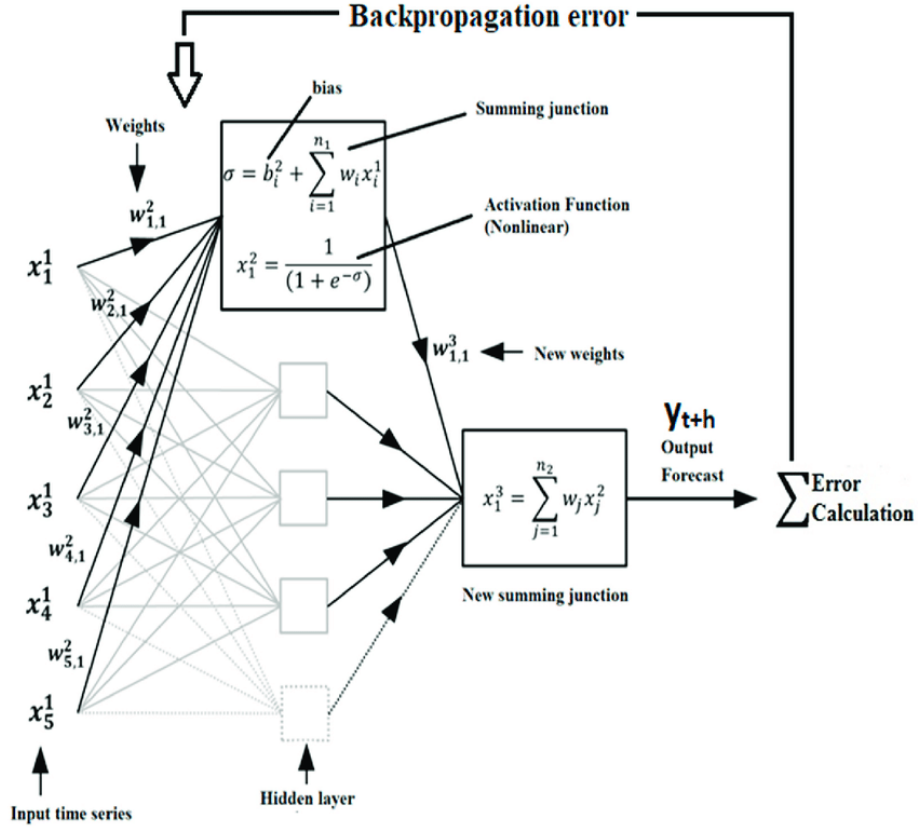 Backpropagation error
bias
Weights
Summing junction
σ = b_i^2 + ∑_{i=1}^{n_1} w_i x_i^1
w_{1,1}^2
Activation Function
(Nonlinear)
x_1^2 = 1 / (1 + e^{-σ})
x_1^1
w_{2,1}^2
w_{1,1}^3
New weights
x_2^1
w_{3,1}^2
y_{t+h}
Output
Forecast
x_3^1
x_1^3 = ∑_{j=1}^{n_2} w_j x_j^2
∑ Error
Calculation
w_{4,1}^2
x_4^1
New summing junction
w_{5,1}^2
x_5^1
Hidden layer
Input time series